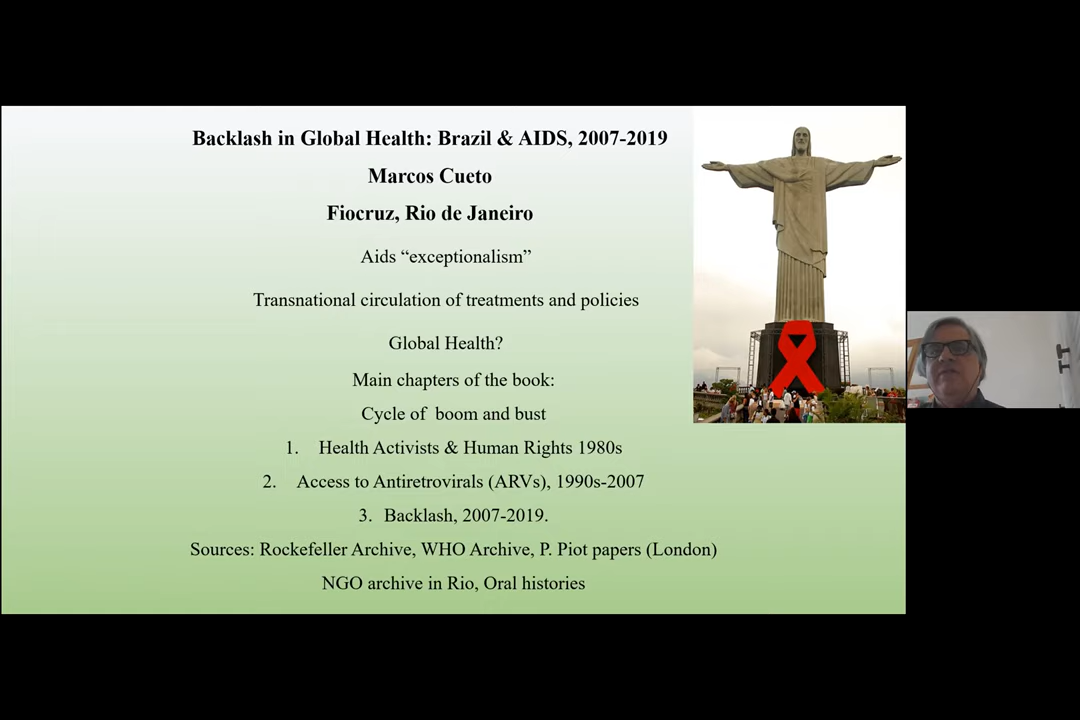 Backlash in Global Health: Brazil & AIDS, 2007-2019
Marcos Cueto
Fiocruz, Rio de Janeiro
Aids “exceptionalism”
Transnational circulation of treatments and policies
Global Health?
Main chapters of the book:
Cycle of boom and bust
1. Health Activists & Human Rights 1980s
2. Access to Antiretrovirals (ARVs), 1990s-2007
3. Backlash, 2007-2019.
Sources: Rockefeller Archive, WHO Archive, P. Piot papers (London)
NGO archive in Rio, Oral histories